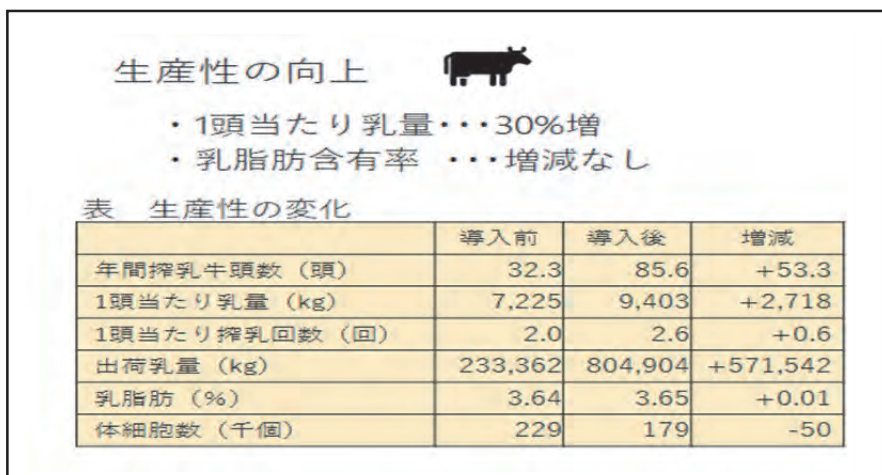 生産性の向上
・1頭当たり乳量・・・30%増
・乳脂肪含有率 ・・・増減なし
表 生産性の変化
導入前 導入後 増減
年間搾乳牛頭数（頭） 32.3 85.6 +53.3
1頭当たり乳量（kg） 7,225 9,403 +2,718
1頭当たり搾乳回数（回） 2.0 2.6 +0.6
出荷乳量（kg） 233,362 804,904 +571,542
乳脂肪（%） 3.64 3.65 +0.01
体細胞数（千個） 229 179 -50